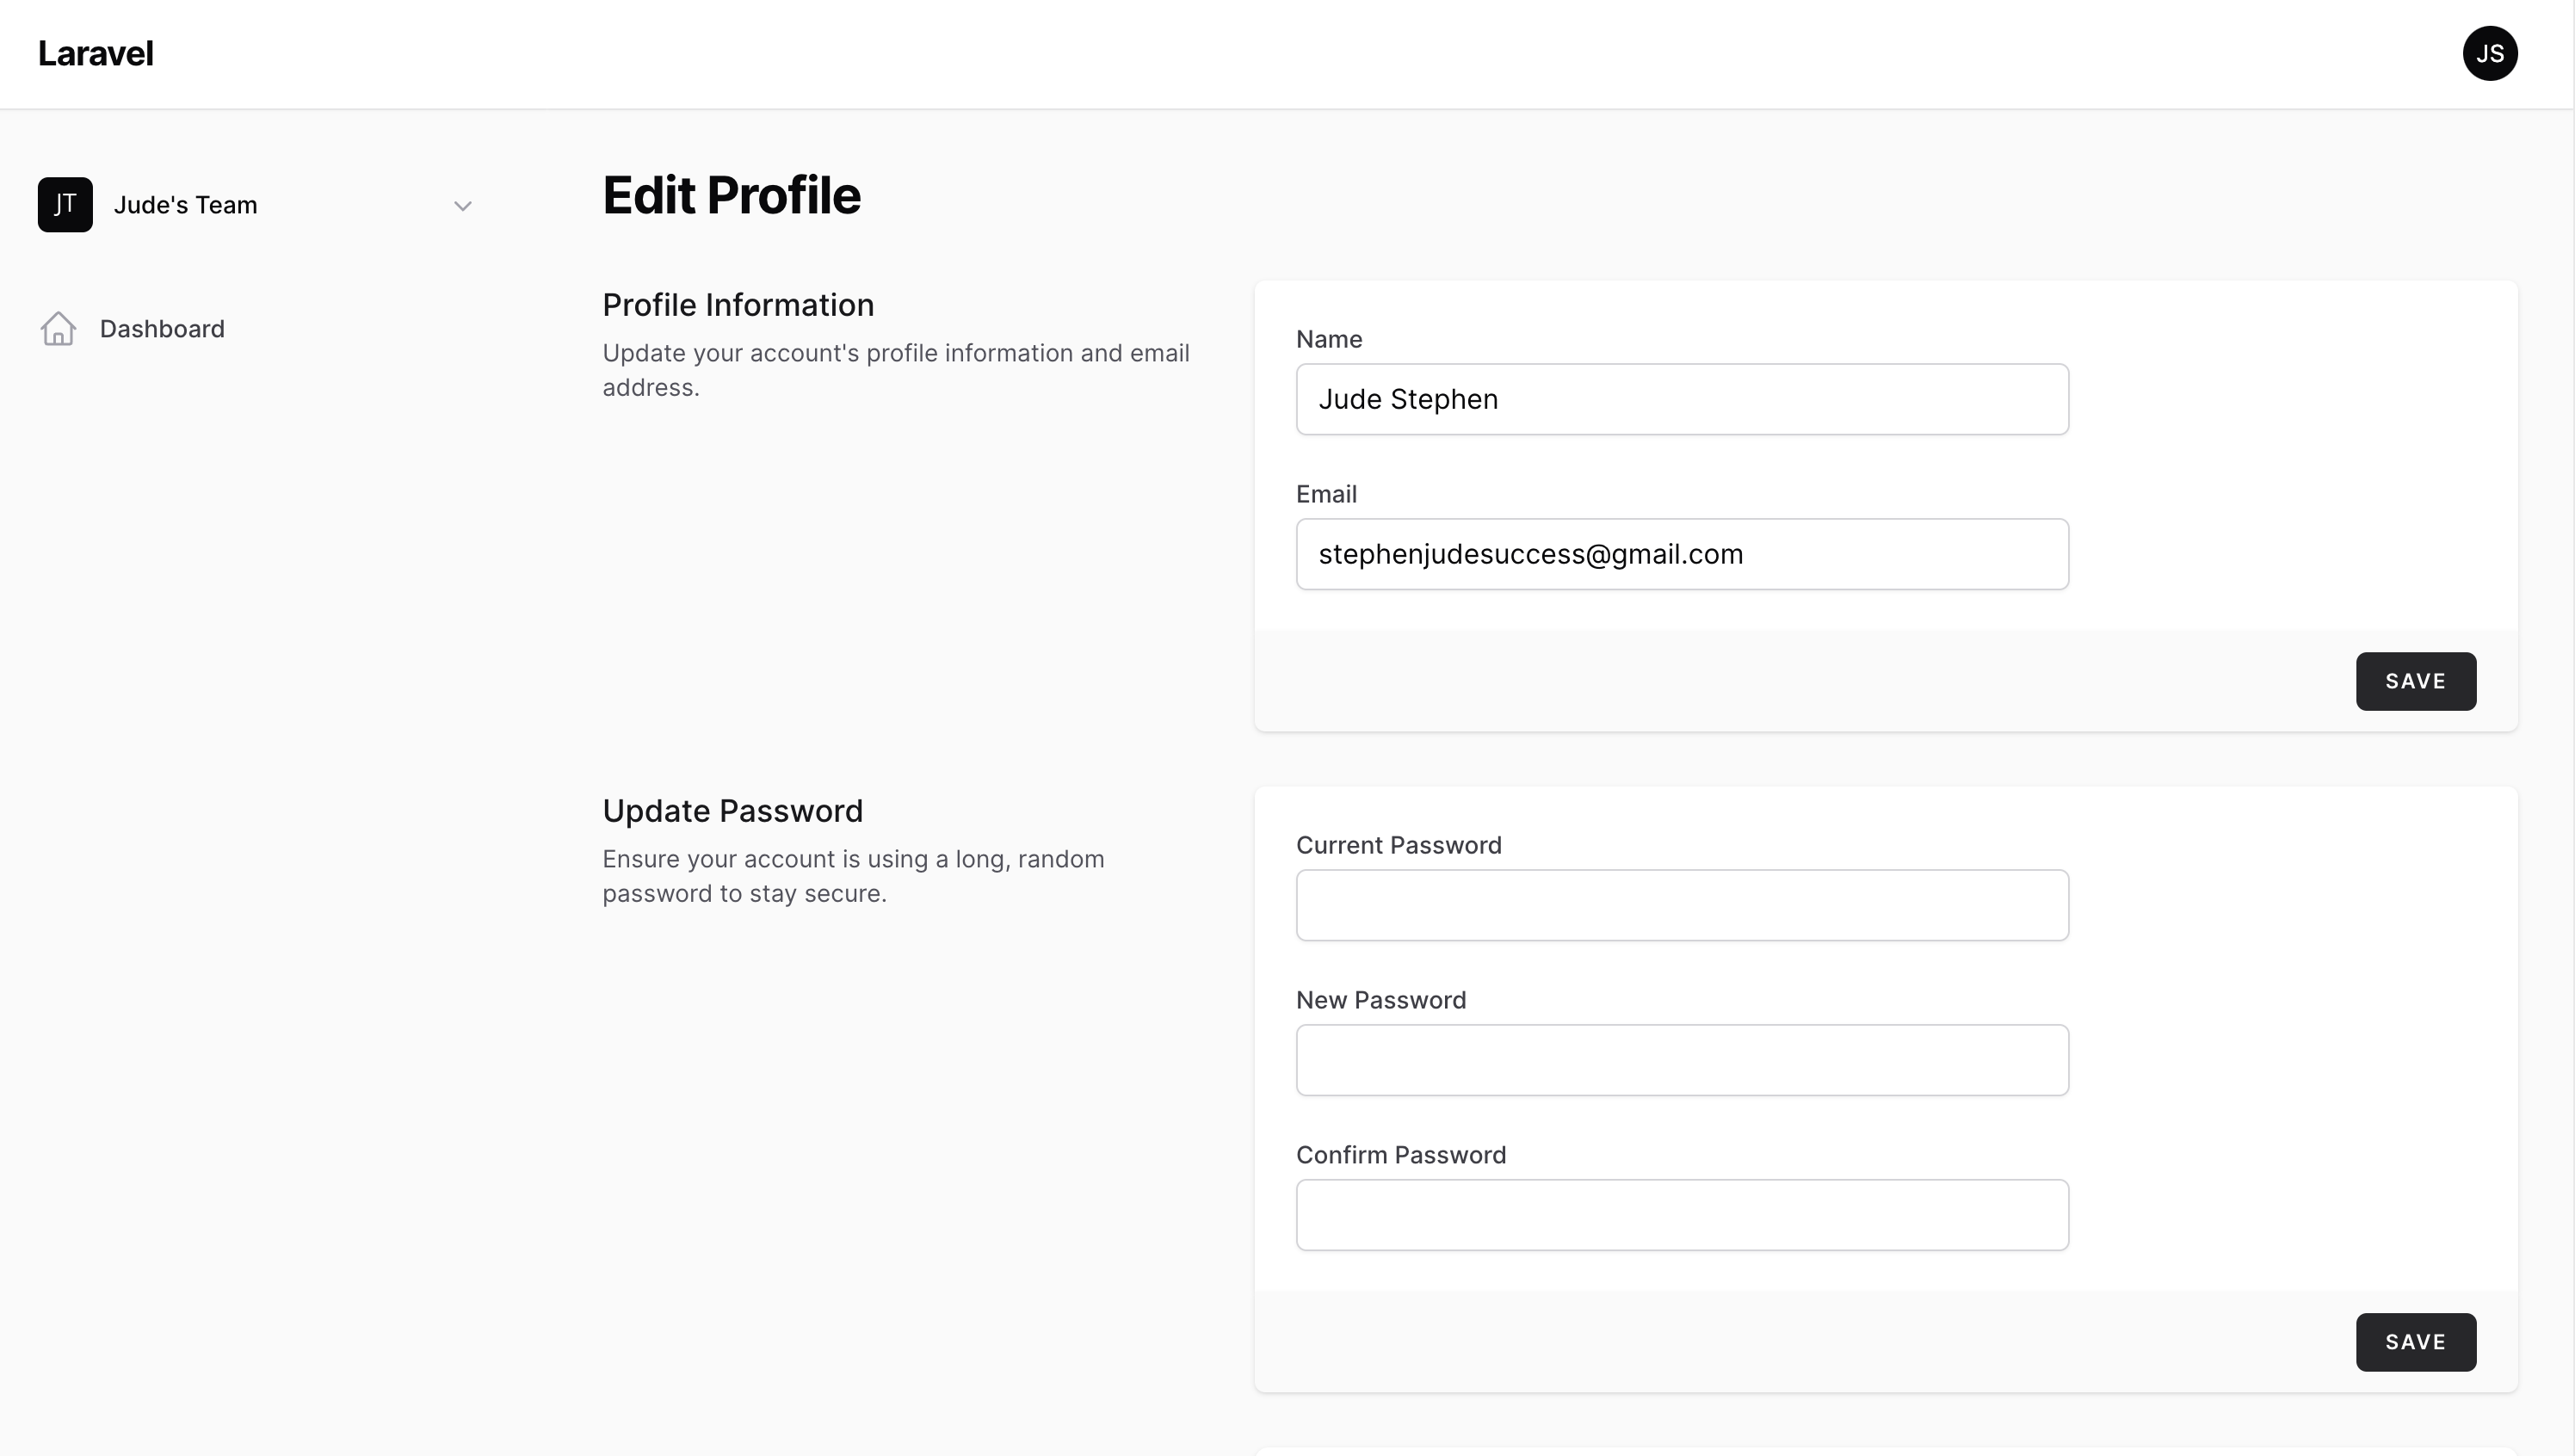 Laravel
JS
JT
Jude's Team
Dashboard
Edit Profile
Profile Information
Update your account's profile information and email
address.
Name
Jude Stephen
Email
stephenjudesuccess@gmail.com
SAVE
Update Password
Ensure your account is using a long, random
password to stay secure.
Current Password
New Password
Confirm Password
SAVE